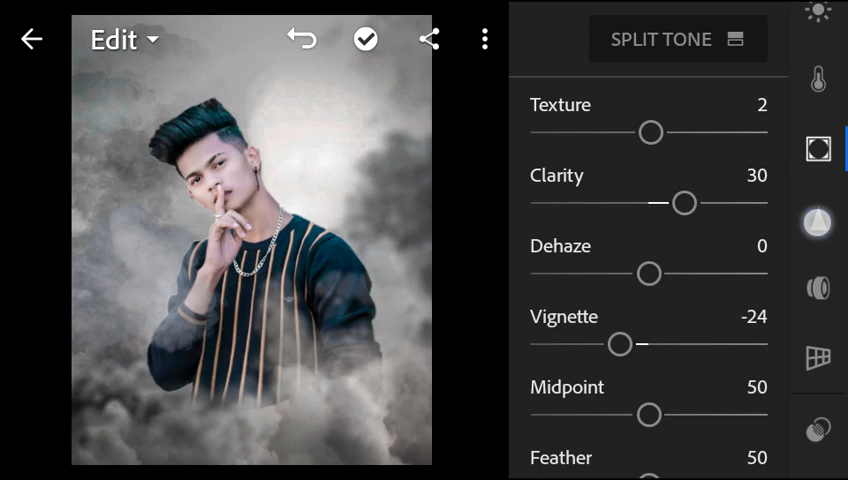 Edit
SPLIT TONE
Texture 2
Clarity 30
Dehaze 0
Vignette -24
Midpoint 50
Feather 50